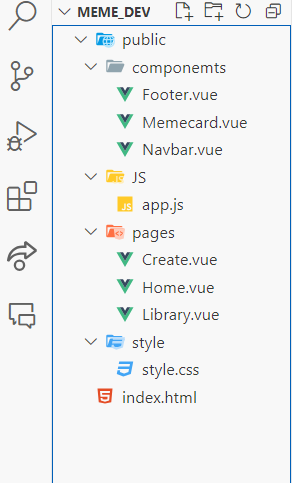 MEME_DEV
public
componemts
Footer.vue
Memecard.vue
Navbar.vue
JS
app.js
pages
Create.vue
Home.vue
Library.vue
style
style.css
index.html